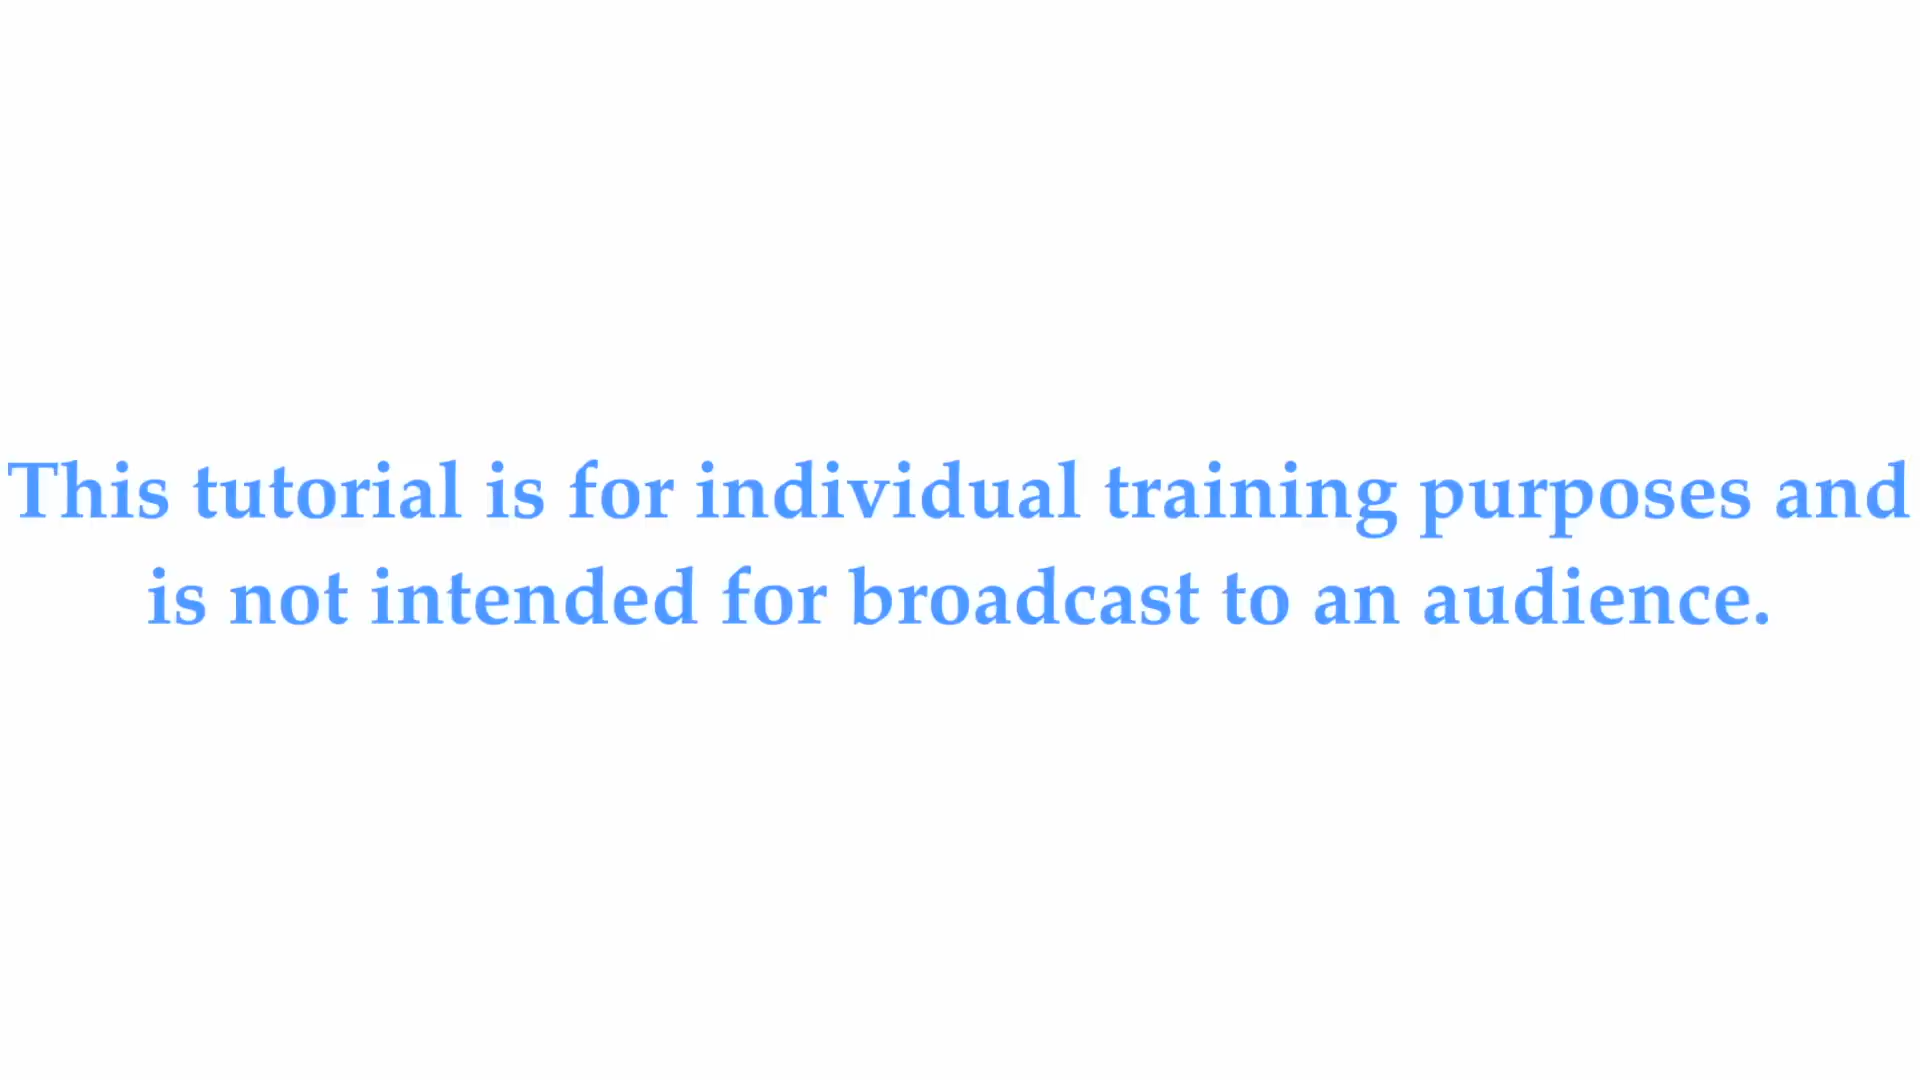 This tutorial is for individual training purposes and
is not intended for broadcast to an audience.